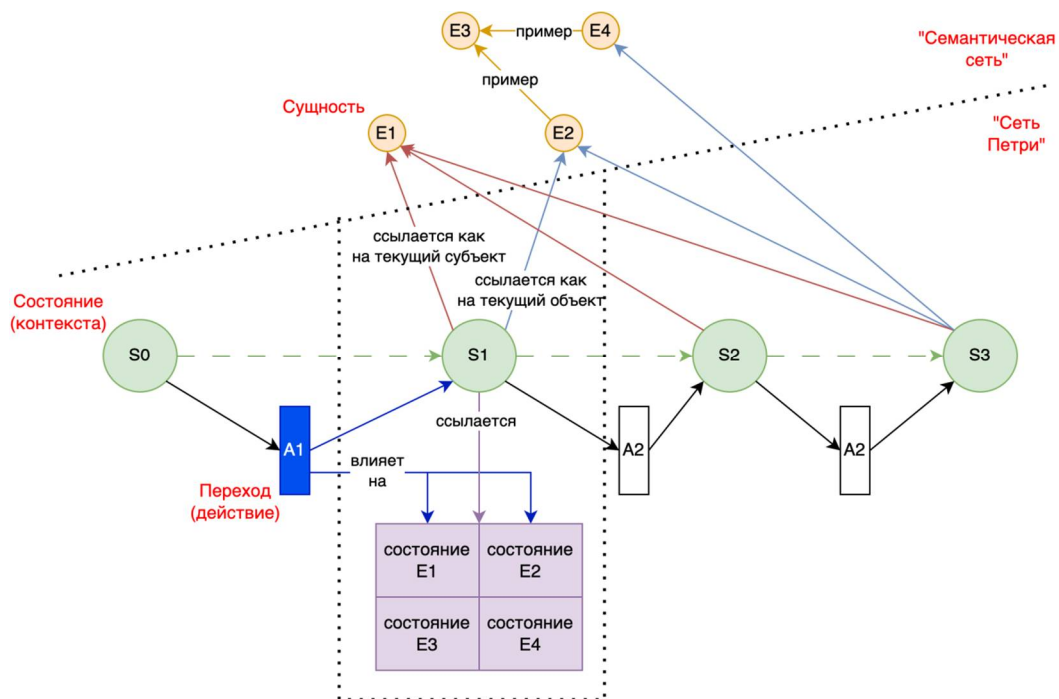 E3
пример
E4
"Семантическая
сеть"
пример
Сущность
E1
E2
"Сеть
Петри"
ссылается как
на текущий субъект
ссылается как
на текущий объект
Состояние
(контекста)
S0
S1
S2
S3
ссылается
A1
A2
A2
влияет
на
Переход
(действие)
состояние
E1
состояние
E2
состояние
E3
состояние
E4